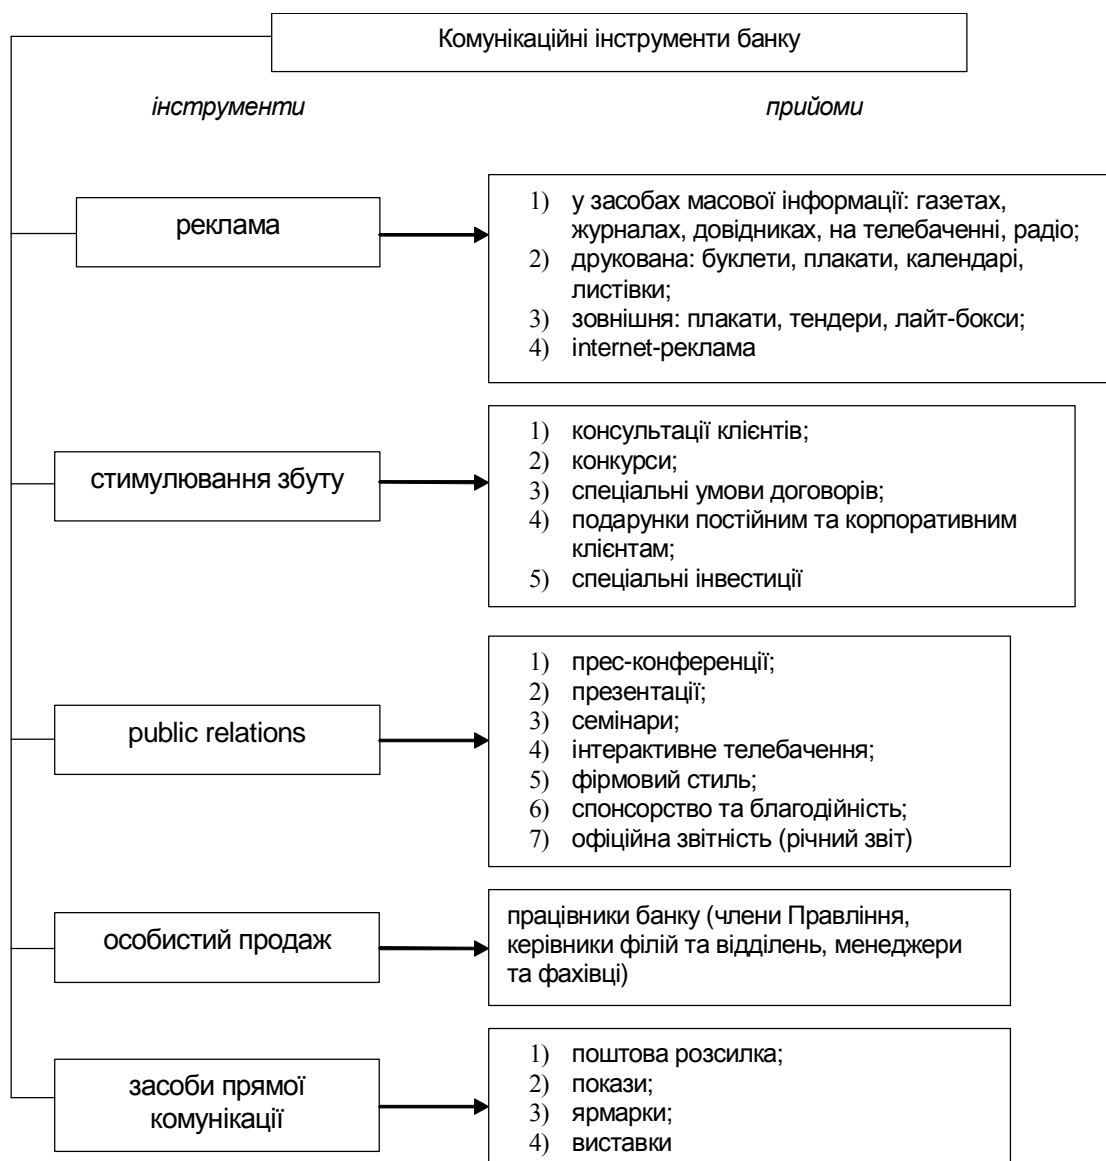 Комунікаційні інструменти банку
інструменти
прийоми
реклама
1) у засобах масової інформації: газетах,
журналах, довідниках, на телебаченні, радіо;
2) друкована: буклети, плакати, календарі,
листівки;
3) зовнішня: плакати, тендери, лайт-бокси;
4) internet-реклама
стимулювання збуту
1) консультації клієнтів;
2) конкурси;
3) спеціальні умови договорів;
4) подарунки постійним та корпоративним
клієнтам;
5) спеціальні інвестиції
public relations
1) прес-конференції;
2) презентації;
3) семінари;
4) інтерактивне телебачення;
5) фірмовий стиль;
6) спонсорство та благодійність;
7) офіційна звітність (річний звіт)
особистий продаж
працівники банку (члени Правління,
керівники філій та відділень, менеджери
та фахівці)
засоби прямої
комунікації
1) поштова розсилка;
2) покази;
3) ярмарки;
4) виставки